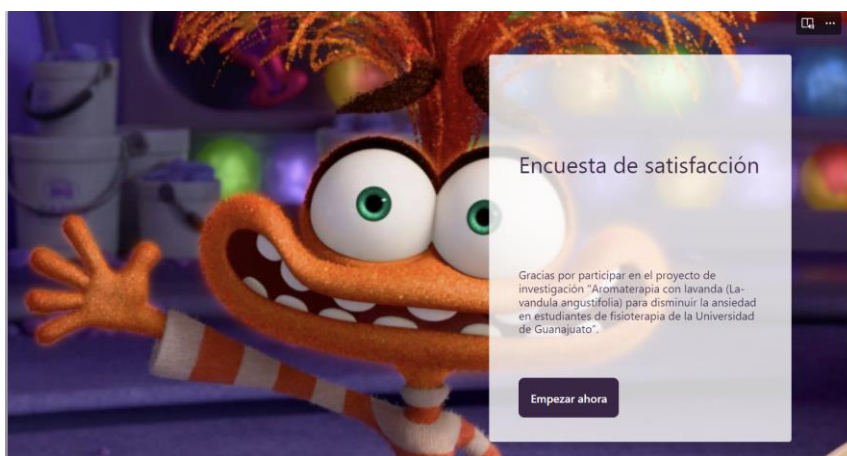 Encuesta de satisfacción
Gracias por participar en el proyecto de
investigación "Aromaterapia con lavanda (La-
vandula angustifolia) para disminuir la ansiedad
en estudiantes de fisioterapia de la Universidad
de Guanajuato".
Empezar ahora